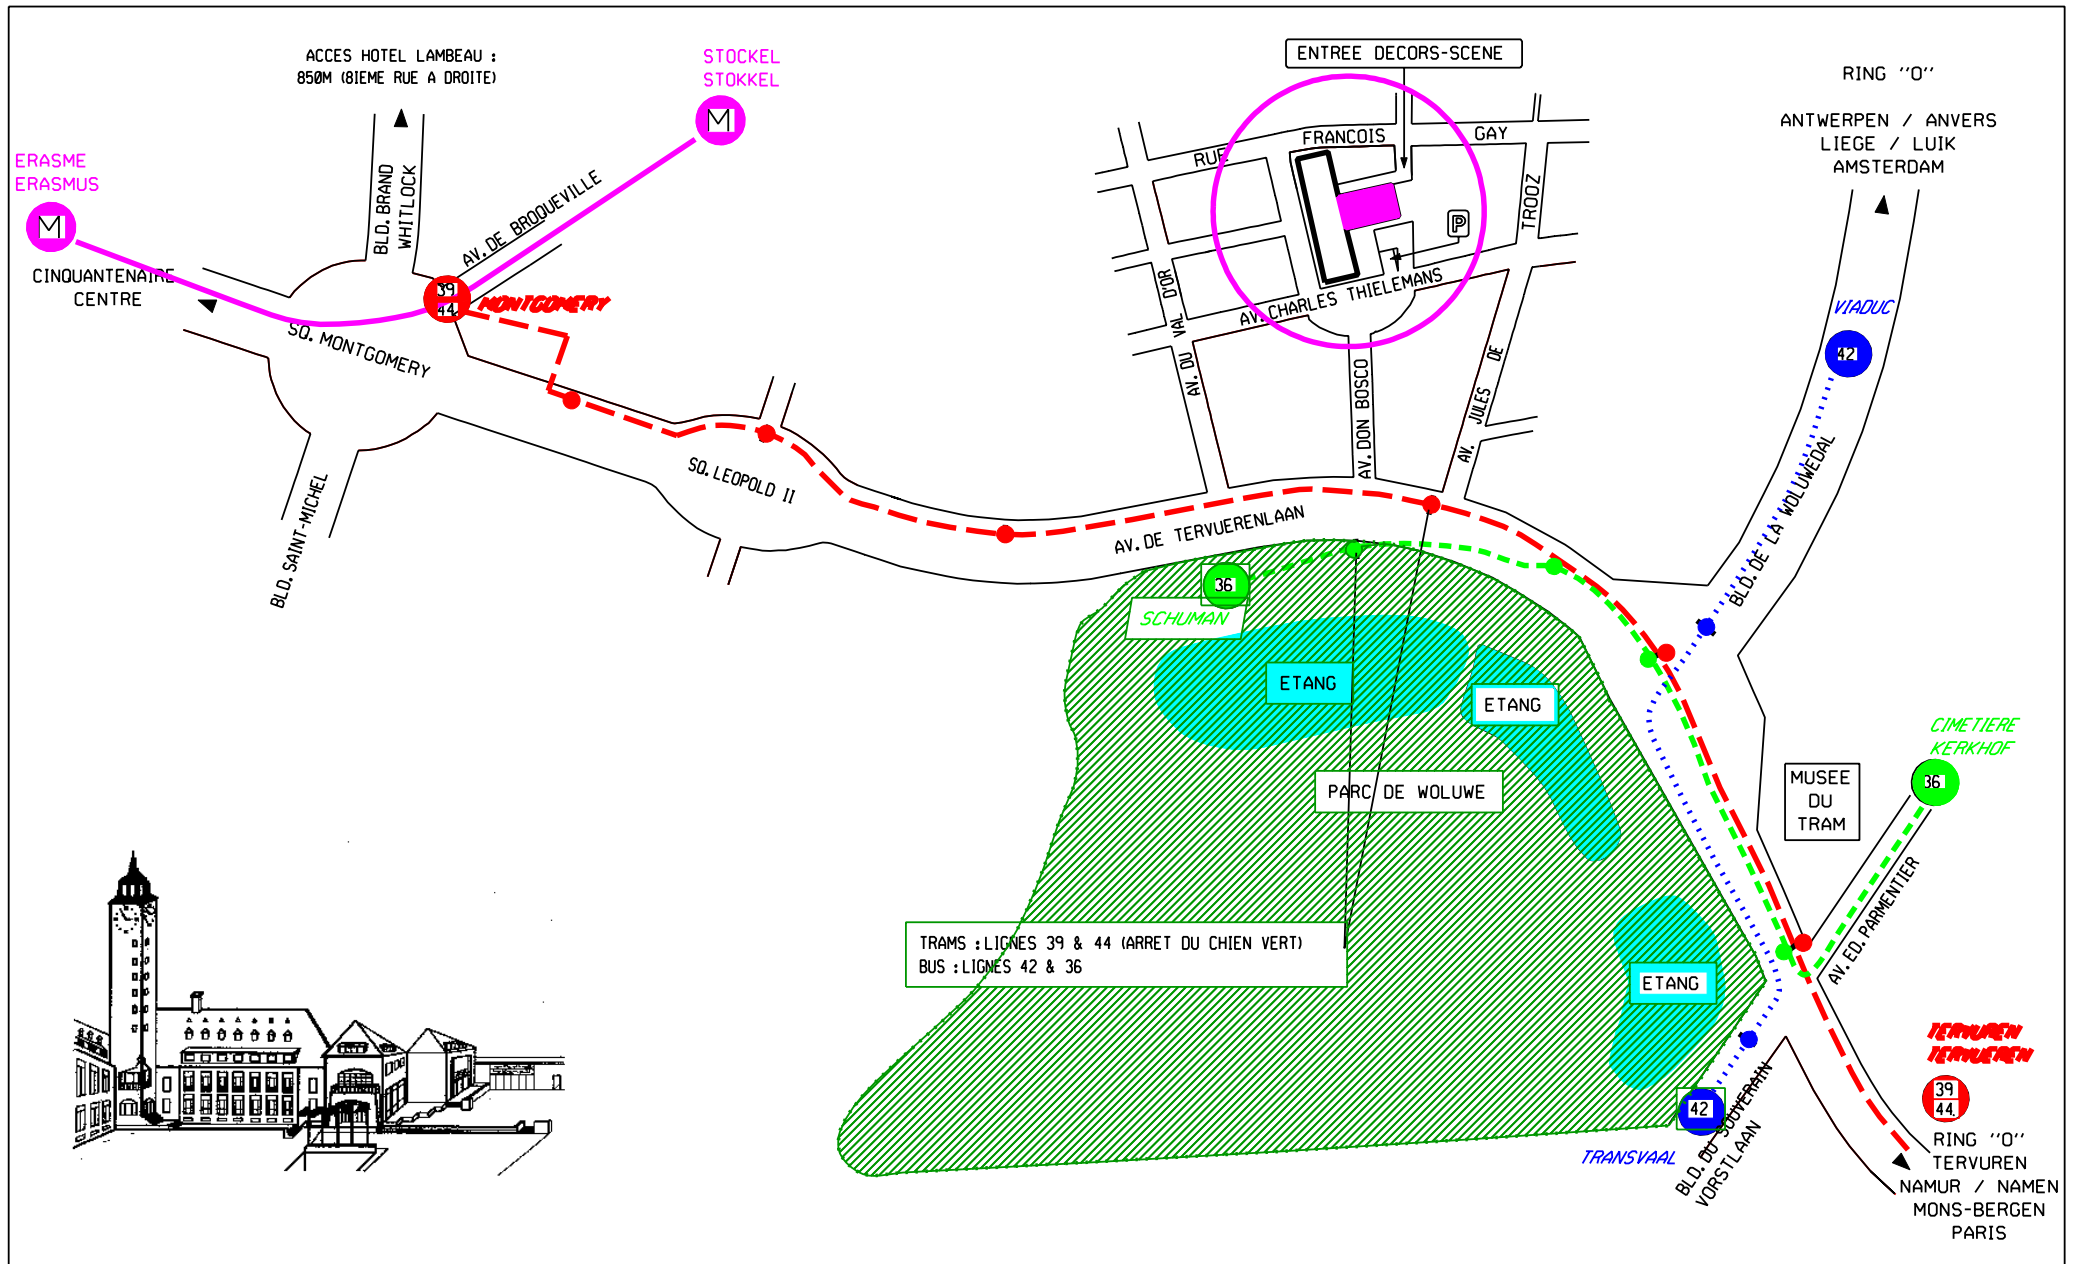 ACCES HOTEL LAMBEAU :
850M (8IEME RUE A DROITE)
STOCKEL
STOKKEL
M
ERASME
ERASMUS
M
CINQUANTENAIRE
CENTRE
BLD. BRAND
WHITLOCK
AV. DE BROQUEVILLE
39
44
MONTGOMERY
SQ. MONTGOMERY
BLD. SAINT-MICHEL
SQ. LEOPOLD II
ENTREE DECORS-SCENE
RUE FRANCOIS GAY
P
AV. CHARLES THIELEMANS
AV. DU VAL D'OR
AV. DON BOSCO
AV. JULES DE TROOZ
RING "O"
ANTWERPEN / ANVERS
LIEGE / LUIK
AMSTERDAM
VIADUC
42
BLD. DE LA WOLUWEDAL
AV. DE TERVUERENLAAN
36
SCHUMAN
ETANG
ETANG
PARC DE WOLUWE
MUSEE
DU
TRAM
CIMETIERE
KERKHOF
36
AV. ED. PARMENTIER
TRAMS : LIGNES 39 & 44 (ARRET DU CHIEN VERT)
BUS : LIGNES 42 & 36
ETANG
42
TRANSVAAL
BLD. DU SOUVERAIN
VORSTLAAN
TERVUREN
TERVUEREN
39
44
RING "O"
TERVUREN
NAMUR / NAMEN
MONS-BERGEN
PARIS